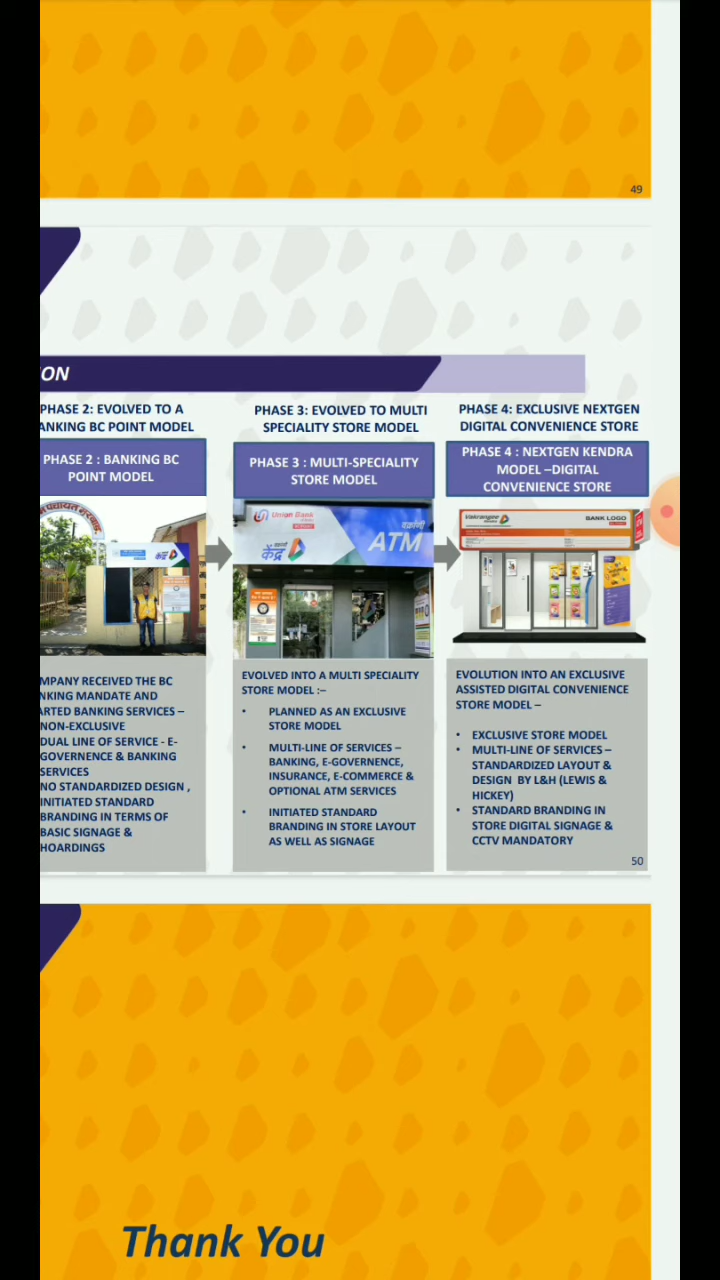 49
ON
PHASE 2: EVOLVED TO A
ANKING BC POINT MODEL
PHASE 2 : BANKING BC
POINT MODEL
MPANY RECEIVED THE BC
NKING MANDATE AND
ARTED BANKING SERVICES –
NON-EXCLUSIVE
DUAL LINE OF SERVICE - E-
GOVERNENCE & BANKING
SERVICES
NO STANDARDIZED DESIGN ,
INITIATED STANDARD
BRANDING IN TERMS OF
BASIC SIGNAGE &
HOARDINGS
PHASE 3: EVOLVED TO MULTI
SPECIALITY STORE MODEL
PHASE 3 : MULTI-SPECIALITY
STORE MODEL
Union Bank
वक्रांगी
केंद्र
वक्रांगी
ATM
EVOLVED INTO A MULTI SPECIALITY
STORE MODEL :–
• PLANNED AS AN EXCLUSIVE
STORE MODEL
• MULTI-LINE OF SERVICES –
BANKING, E-GOVERNENCE,
INSURANCE, E-COMMERCE &
OPTIONAL ATM SERVICES
• INITIATED STANDARD
BRANDING IN STORE LAYOUT
AS WELL AS SIGNAGE
PHASE 4: EXCLUSIVE NEXTGEN
DIGITAL CONVENIENCE STORE
PHASE 4 : NEXTGEN KENDRA
MODEL –DIGITAL
CONVENIENCE STORE
Vakrangee
BANK LOGO
EVOLUTION INTO AN EXCLUSIVE
ASSISTED DIGITAL CONVENIENCE
STORE MODEL –
• EXCLUSIVE STORE MODEL
• MULTI-LINE OF SERVICES –
STANDARDIZED LAYOUT &
DESIGN BY L&H (LEWIS &
HICKEY)
• STANDARD BRANDING IN
STORE DIGITAL SIGNAGE &
CCTV MANDATORY
50
Thank You